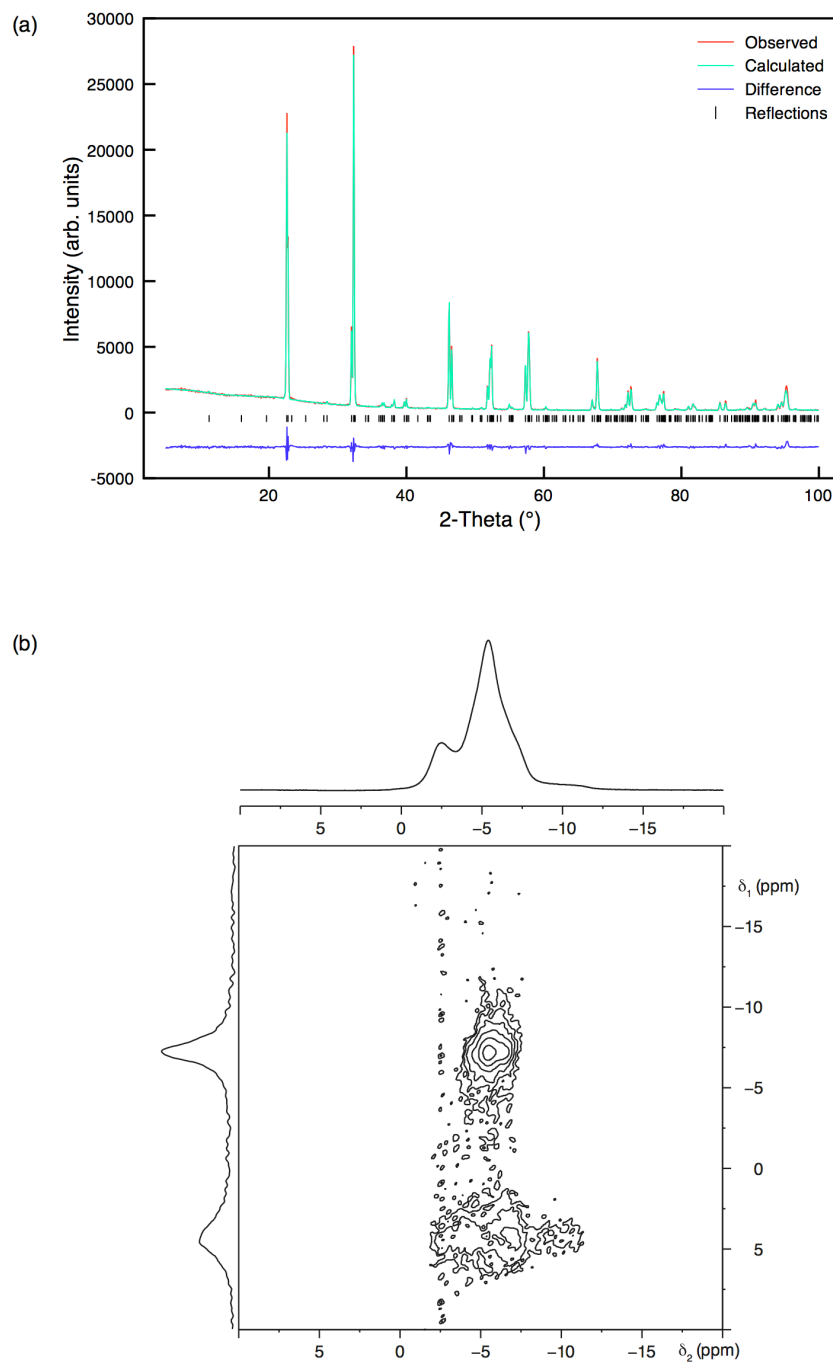 (a)
30000
25000
20000
15000
10000
5000
0
−5000
Intensity (arb. units)
Observed
Calculated
Difference
Reflections
20 40 60 80 100
2-Theta (°)
(b)
5 0 −5 −10 −15
δ1 (ppm)
−15
−10
−5
0
5
5 0 −5 −10 δ2 (ppm)